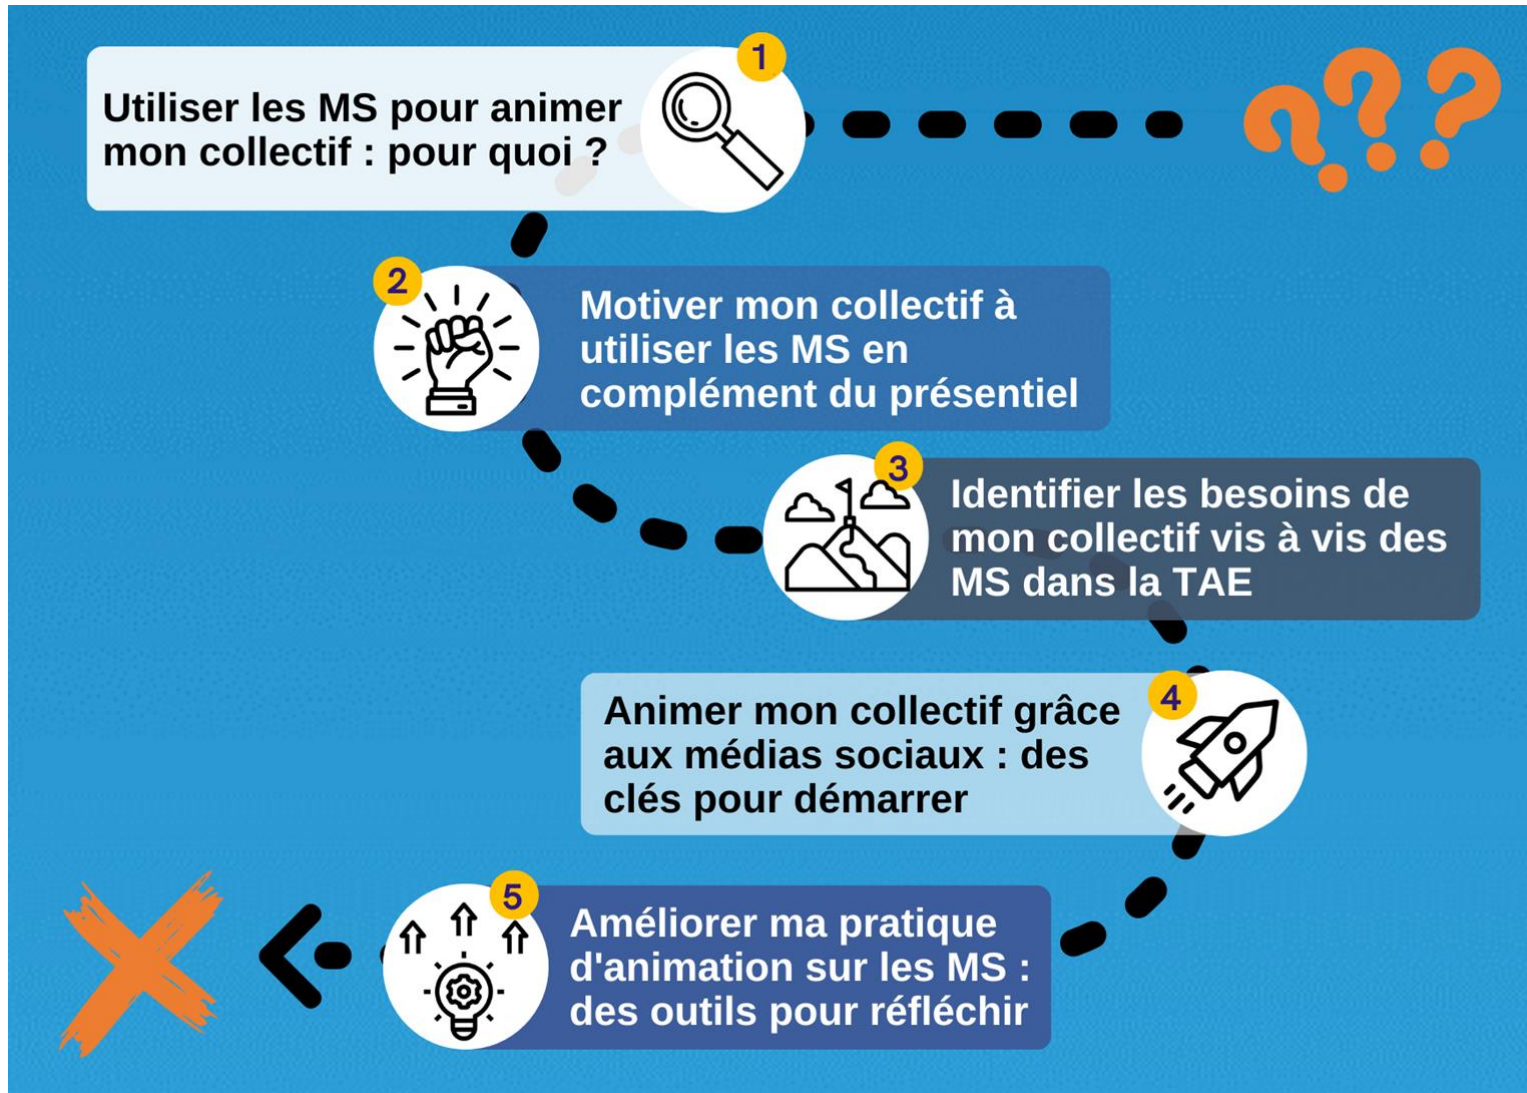 1
Utiliser les MS pour animer
mon collectif : pour quoi ?
???
2
Motiver mon collectif à
utiliser les MS en
complément du présentiel
3
Identifier les besoins de
mon collectif vis à vis des
MS dans la TAE
4
Animer mon collectif grâce
aux médias sociaux : des
clés pour démarrer
5
Améliorer ma pratique
d'animation sur les MS :
des outils pour réfléchir